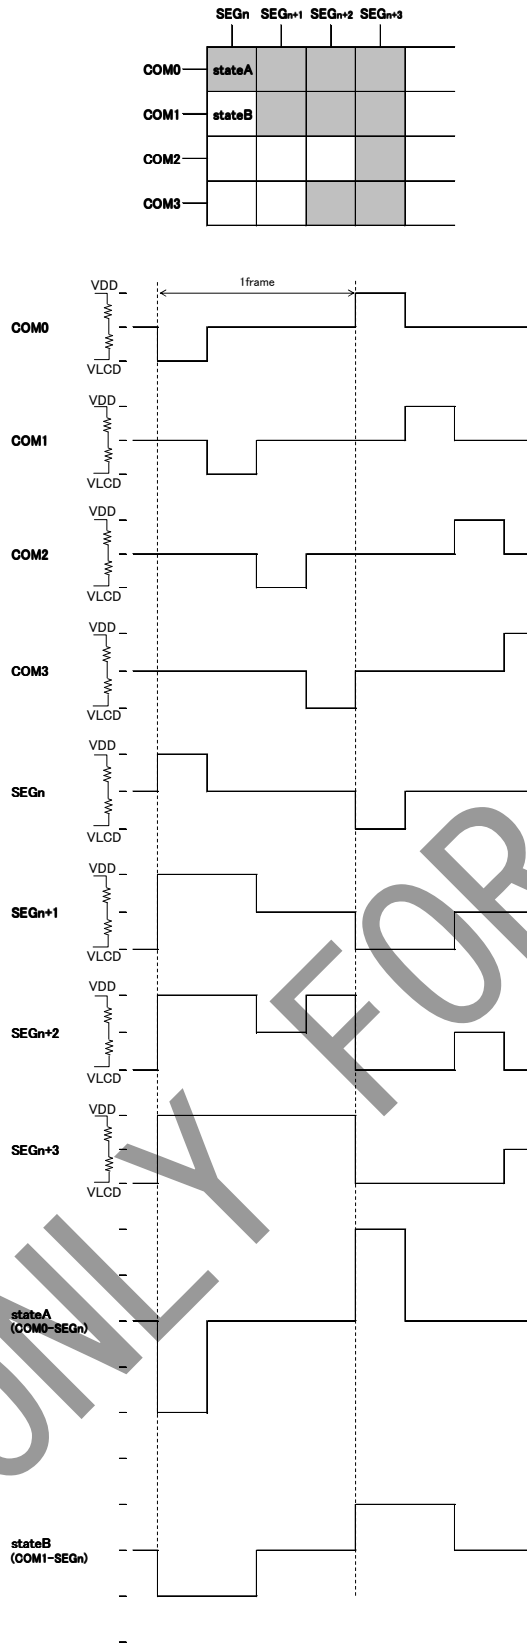 SEGn SEGn+1 SEGn+2 SEGn+3
COM0 stateA
COM1 stateB
COM2
COM3
VDD 1frame
COM0
VLCD
VDD
COM1
VLCD
VDD
COM2
VLCD
VDD
COM3
VLCD
VDD
SEGn
VLCD
VDD
SEGn+1
VLCD
VDD
SEGn+2
VLCD
VDD
SEGn+3
VLCD
stateA
(COM0-SEGn)
stateB
(COM1-SEGn)
ONLY FOR